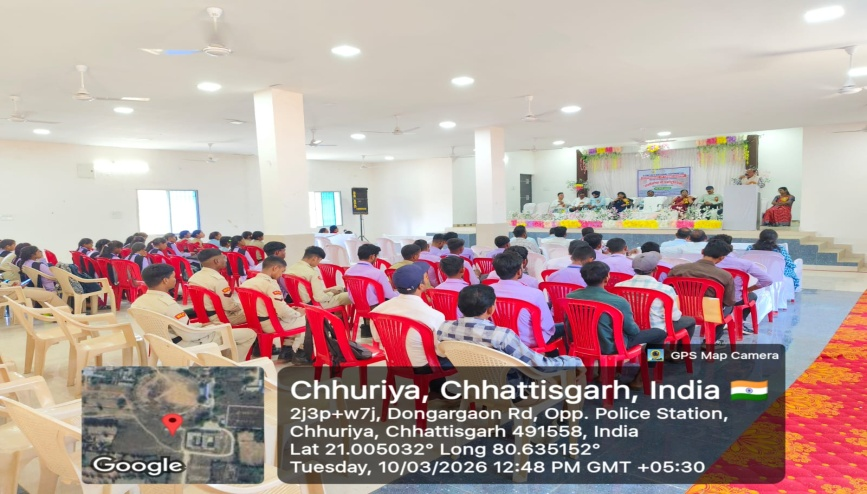 GPS Map Camera
Chhuriya, Chhattisgarh, India
2j3p+w7j, Dongargaon Rd, Opp. Police Station,
Chhuriya, Chhattisgarh 491558, India
Lat 21.005032° Long 80.635152°
Tuesday, 10/03/2026 12:48 PM GMT +05:30
Google